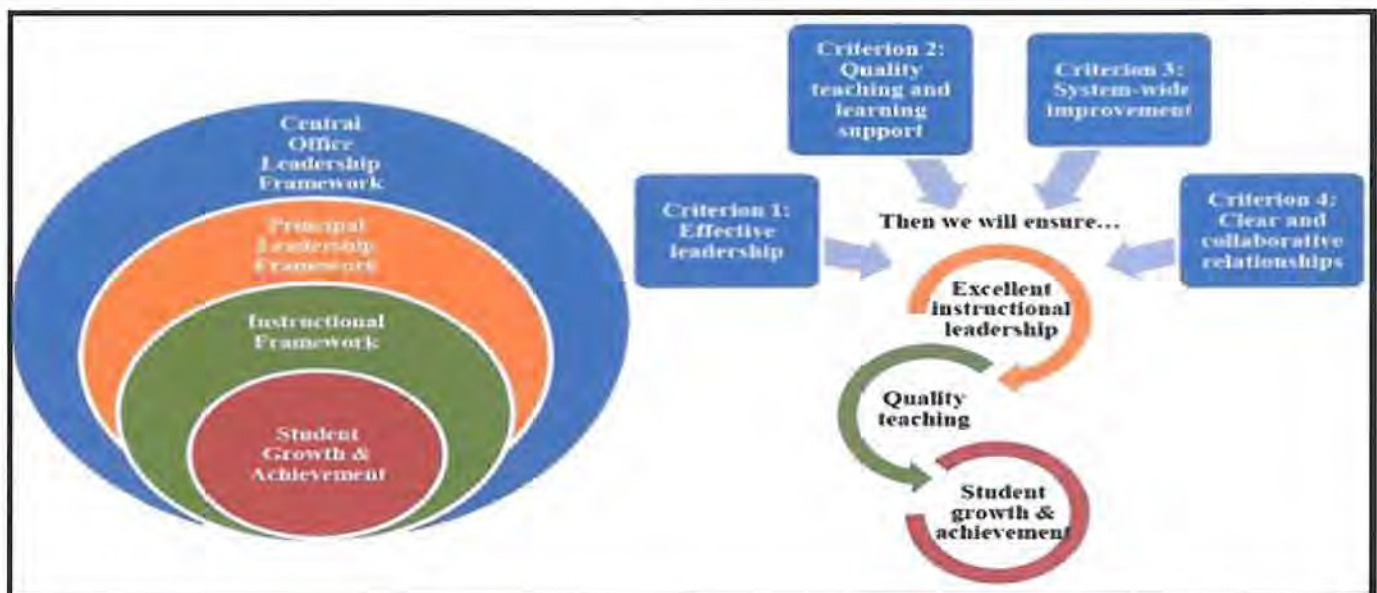 Central
Office
Leadership
Framework
Principal
Leadership
Framework
Instructional
Framework
Student
Growth &
Achievement
Criterion 1:
Effective
leadership
Criterion 2:
Quality
teaching and
learning
support
Criterion 3:
System-wide
improvement
Criterion 4:
Clear and
collaborative
relationships
Then we will ensure...
Excellent
instructional
leadership
Quality
teaching
Student
growth &
achievement